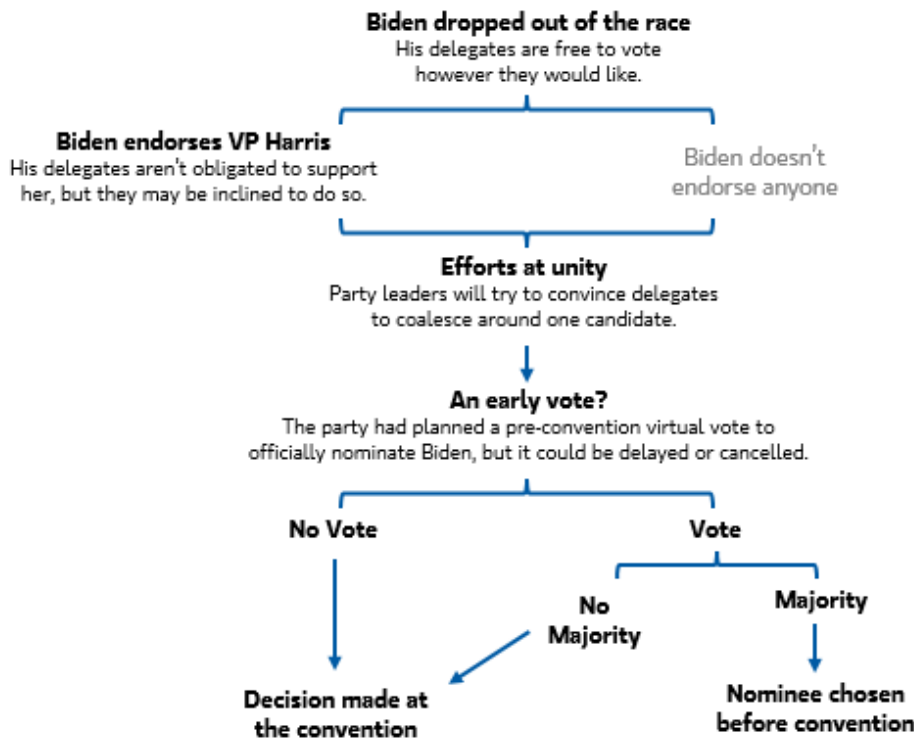 Biden dropped out of the race
His delegates are free to vote
however they would like.
Biden endorses VP Harris
His delegates aren't obligated to support
her, but they may be inclined to do so.
Biden doesn't
endorse anyone
Efforts at unity
Party leaders will try to convince delegates
to coalesce around one candidate.
An early vote?
The party had planned a pre-convention virtual vote to
officially nominate Biden, but it could be delayed or cancelled.
No Vote
Vote
No
Majority
Majority
Decision made at
the convention
Nominee chosen
before convention